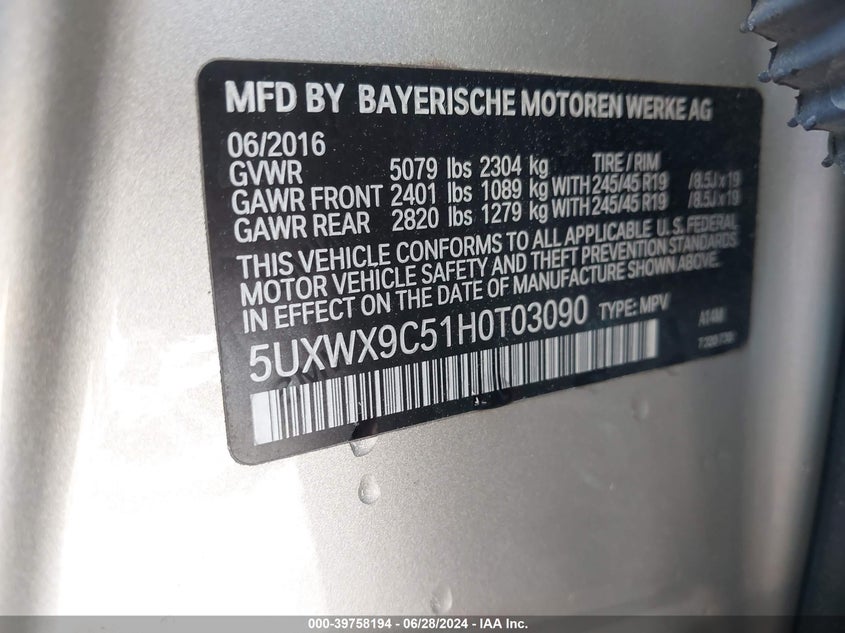 MFD BY BAYERISCHE MOTOREN WERKE AG
06/2016
GVWR 5079 lbs 2304 kg TIRE / RIM
GAWR FRONT 2401 lbs 1089 kg WITH 245/45 R19 /8.5J x 19
GAWR REAR 2820 lbs 1279 kg WITH 245/45 R19 /8.5J x 19
THIS VEHICLE CONFORMS TO ALL APPLICABLE U.S. FEDERAL
MOTOR VEHICLE SAFETY AND THEFT PREVENTION STANDARDS
IN EFFECT ON THE DATE OF MANUFACTURE SHOWN ABOVE.
5UXWX9C51H0T03090 TYPE: MPV A14M
000-39758194 - 06/28/2024 - IAA Inc.